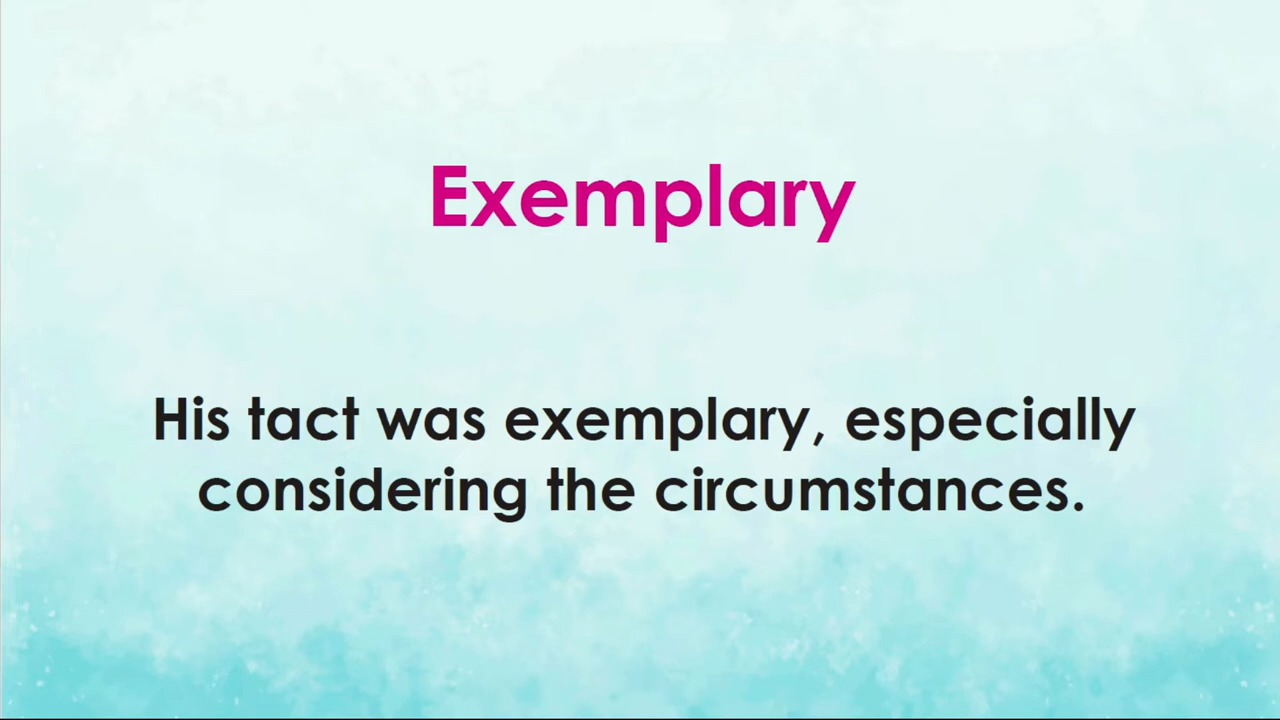 Exemplary
His tact was exemplary, especially
considering the circumstances.